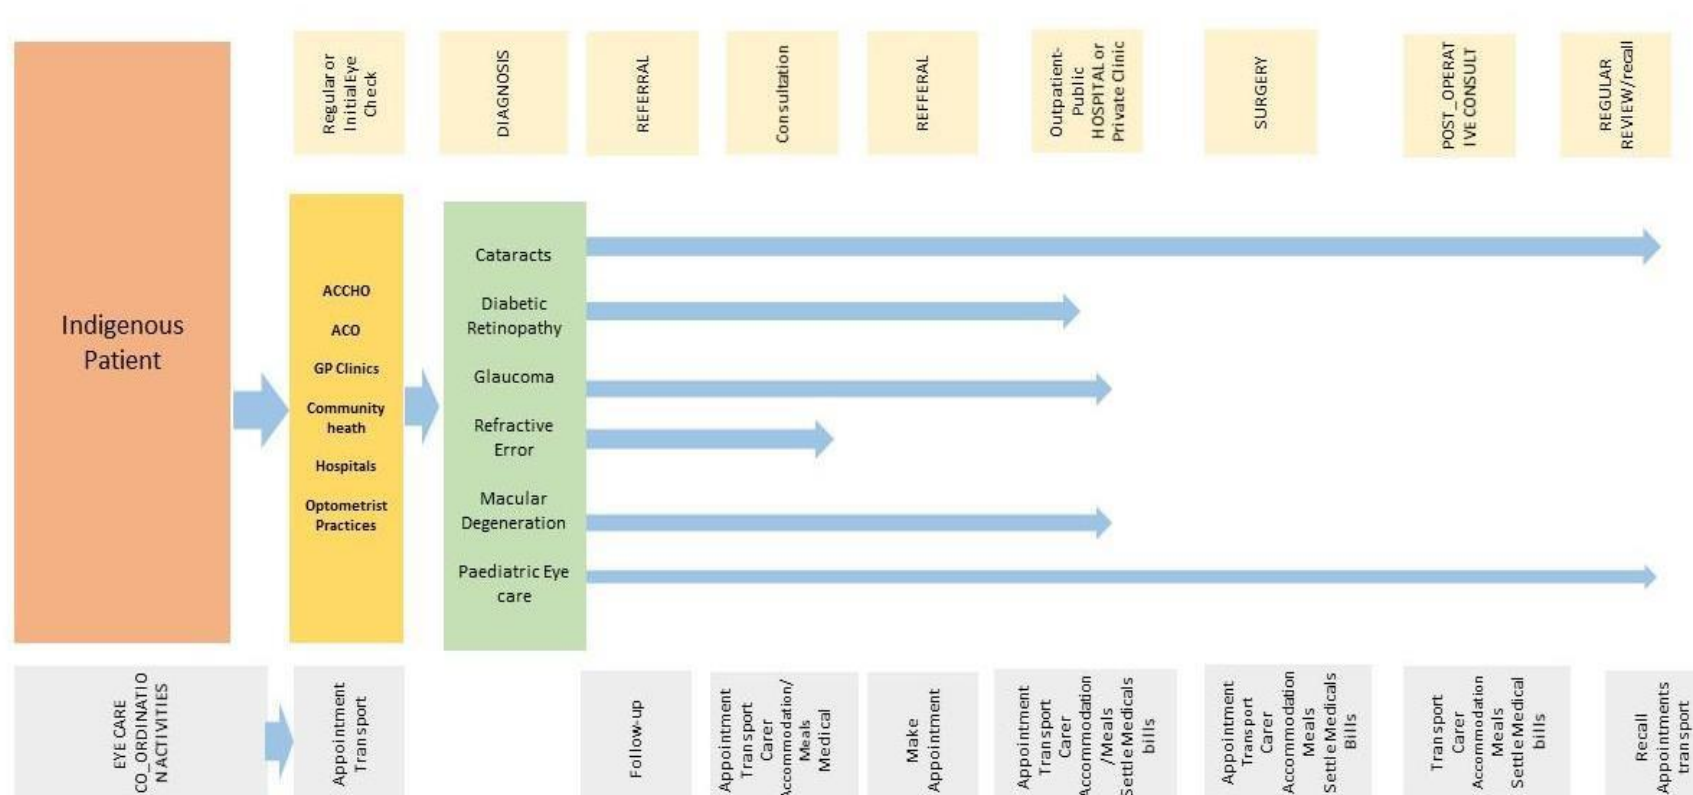 Regular or
Initial Eye
Check
DIAGNOSIS
REFERRAL
Consultation
REFFERAL
Outpatient-
Public
HOSPITAL or
Private Clinic
SURGERY
POST_OPERAT
IVE CONSULT
REGULAR
REVIEW/recall
Indigenous
Patient
ACCHO
ACO
GP Clinics
Community
heath
Hospitals
Optometrist
Practices
Cataracts
Diabetic
Retinopathy
Glaucoma
Refractive
Error
Macular
Degeneration
Paediatric Eye
care
EYE CARE
CO_ORDINATIO
N ACTIVITIES
Appointment
Transport
Follow-up
Appointment
Transport
Carer
Accommodation/
Meals
Medical
Make
Appointment
Appointment
Transport
Carer
Accommodation
/Meals
Settle Medicals
bills
Appointment
Transport
Carer
Accommodation
Meals
Settle Medicals
Bills
Transport
Carer
Accommodation
Meals
Settle Medical
bills
Recall
Appointments
transport